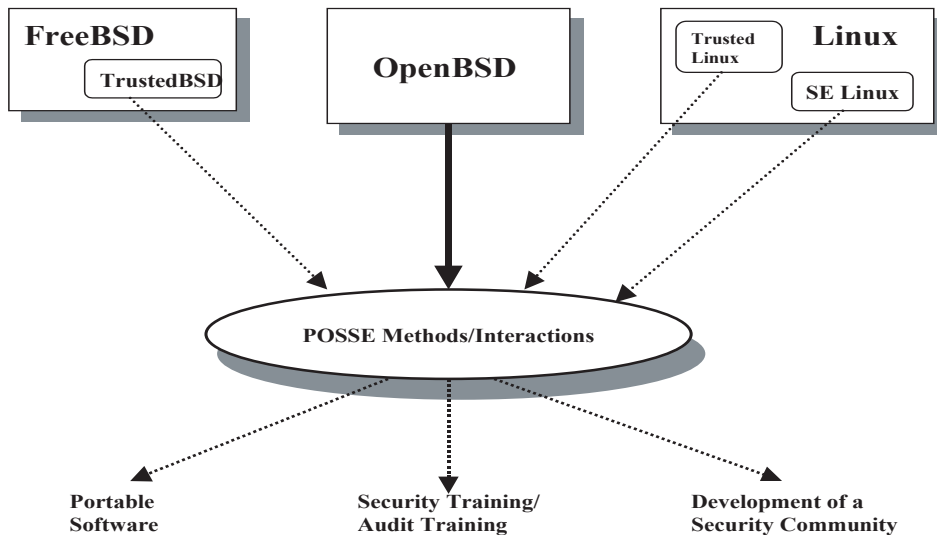 FreeBSD
TrustedBSD
OpenBSD
Trusted
Linux
Linux
SE Linux
POSSE Methods/Interactions
Portable
Software
Security Training/
Audit Training
Development of a
Security Community